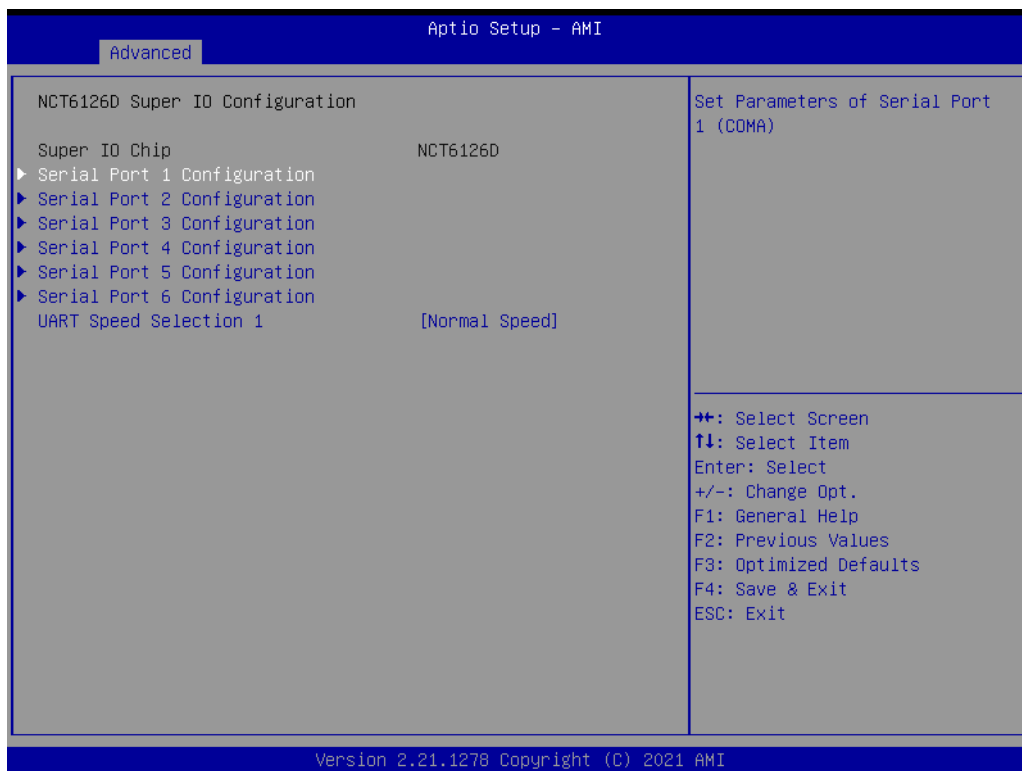 Aptio Setup – AMI
Advanced
NCT6126D Super IO Configuration
Super IO Chip NCT6126D
▶ Serial Port 1 Configuration
▶ Serial Port 2 Configuration
▶ Serial Port 3 Configuration
▶ Serial Port 4 Configuration
▶ Serial Port 5 Configuration
▶ Serial Port 6 Configuration
UART Speed Selection 1 [Normal Speed]
Set Parameters of Serial Port
1 (COMA)
→←: Select Screen
↑↓: Select Item
Enter: Select
+/-: Change Opt.
F1: General Help
F2: Previous Values
F3: Optimized Defaults
F4: Save & Exit
ESC: Exit
Version 2.21.1278 Copyright (C) 2021 AMI